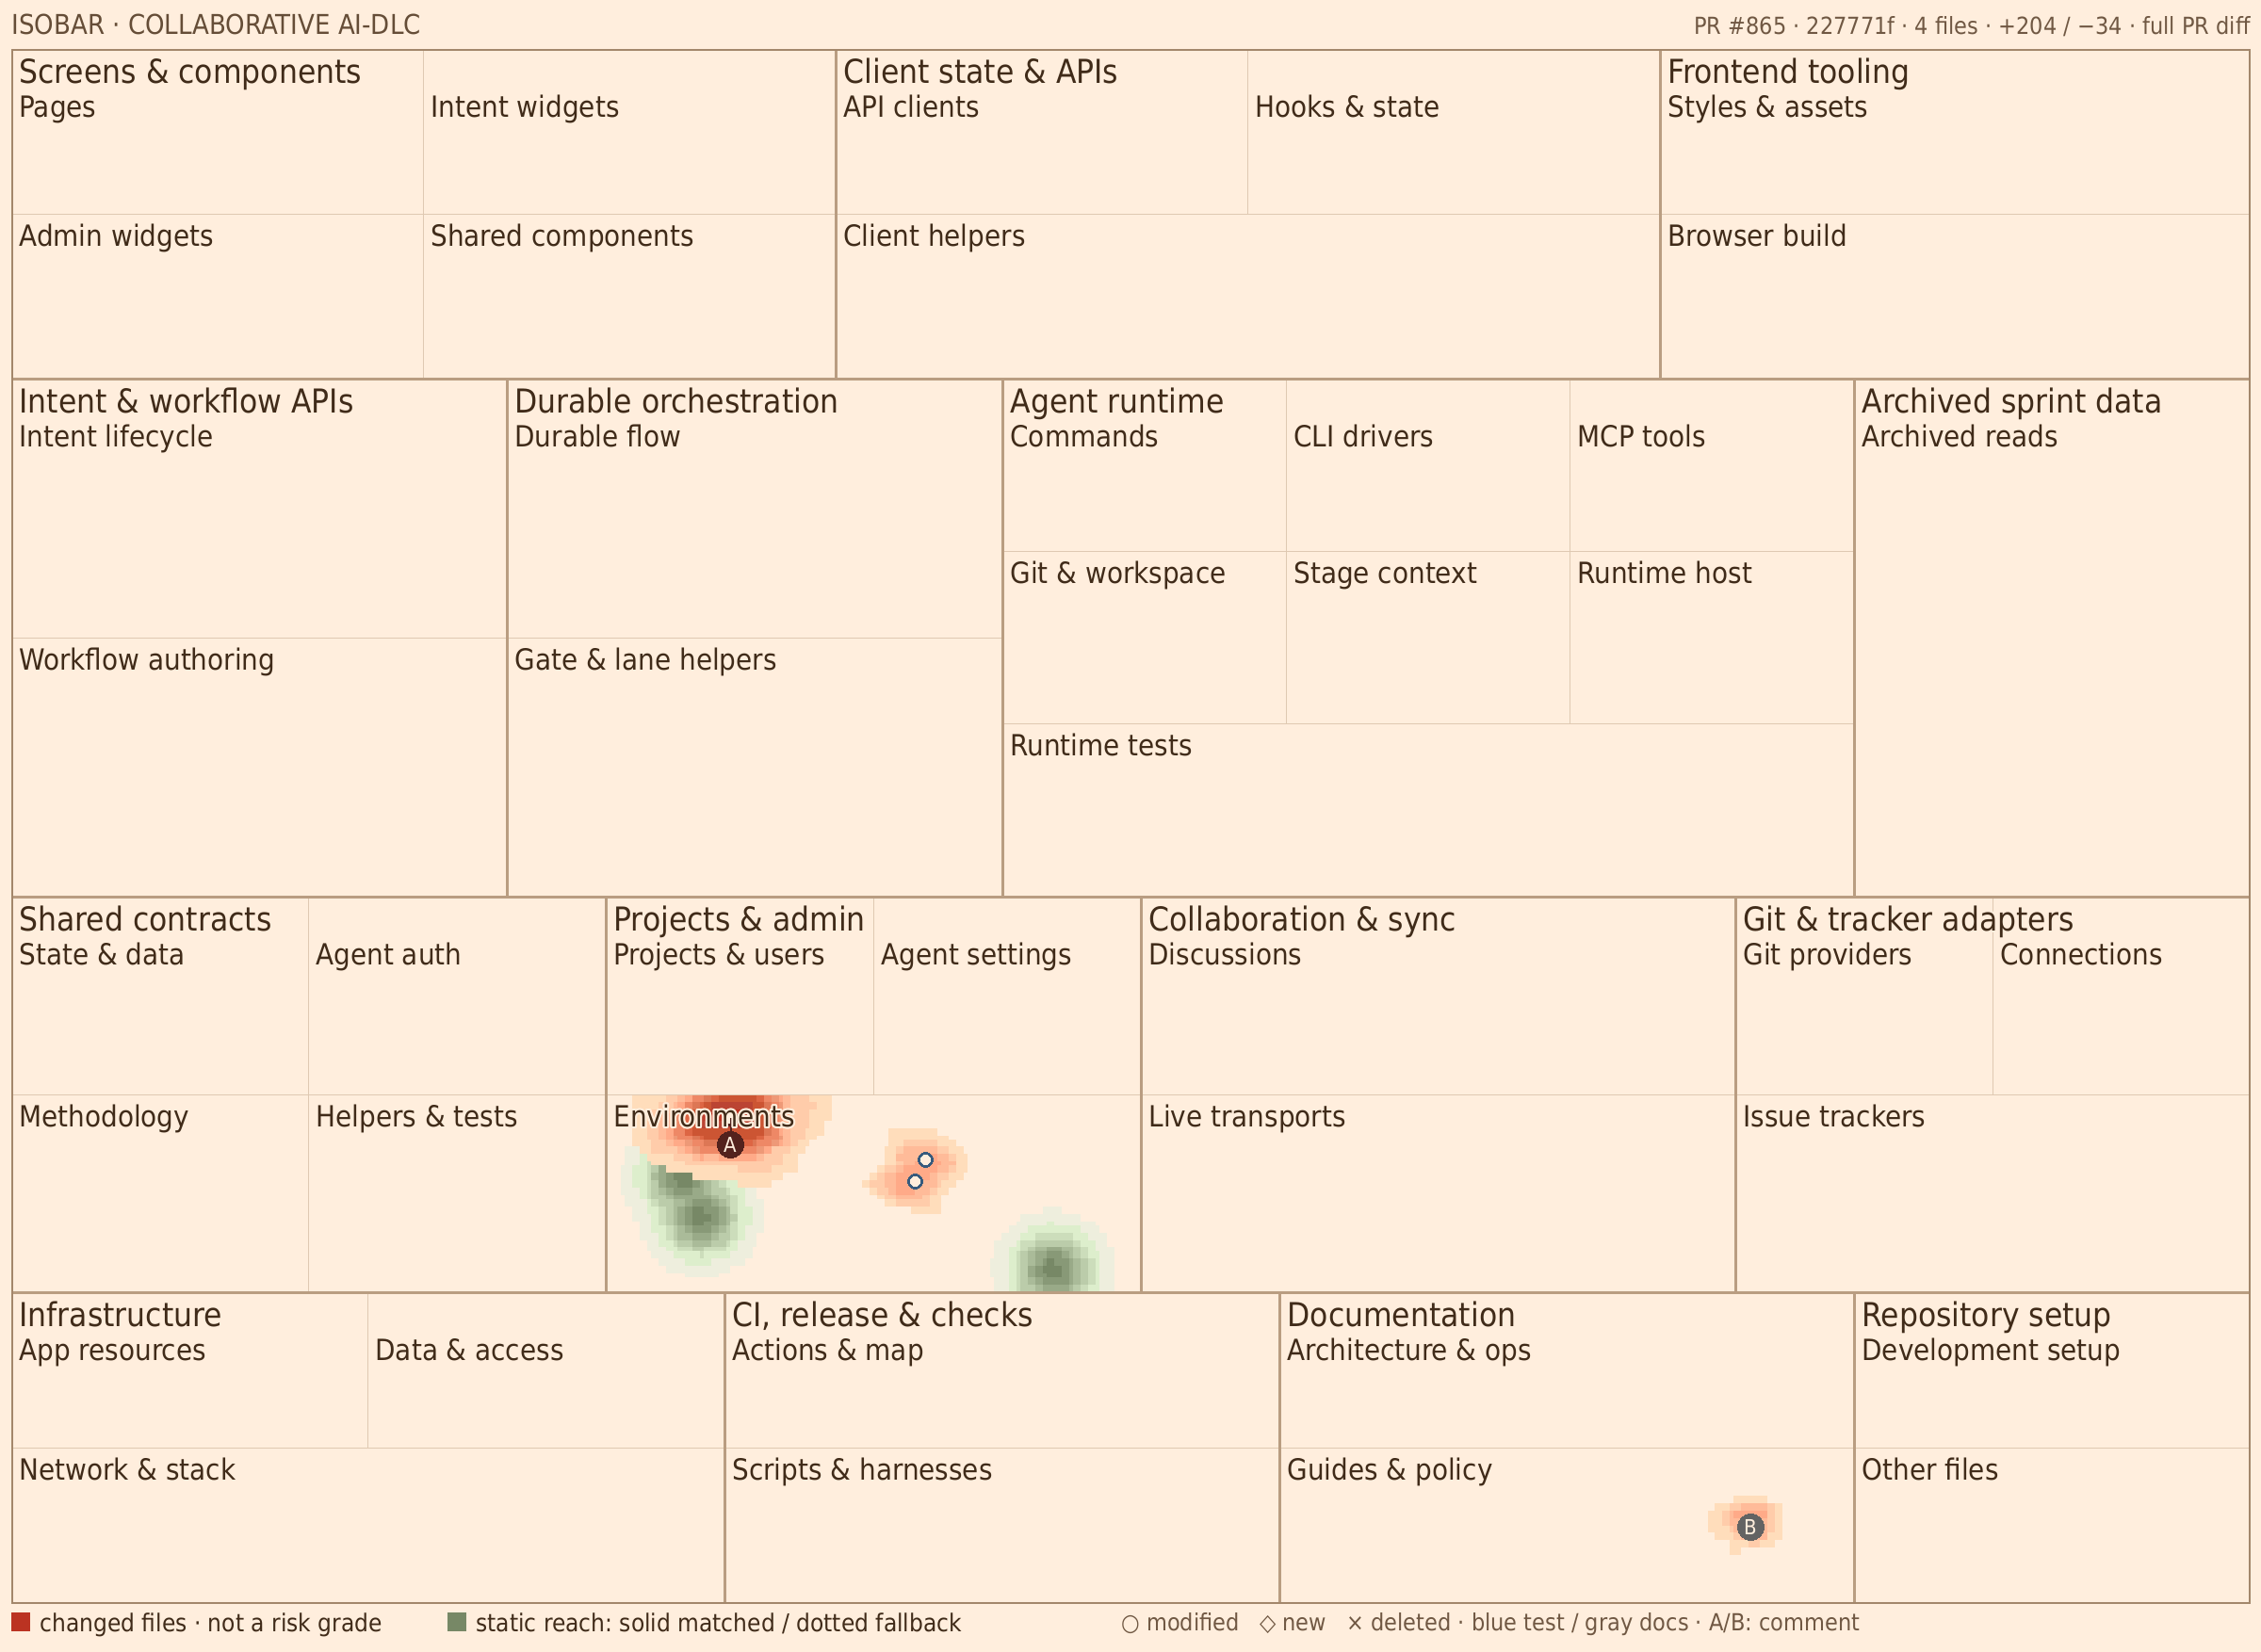 ISOBAR · COLLABORATIVE AI-DLC
PR #865 · 227771f · 4 files · +204 / −34 · full PR diff
Screens & components
Pages
Intent widgets
Admin widgets
Shared components
Client state & APIs
API clients
Hooks & state
Client helpers
Frontend tooling
Styles & assets
Browser build
Intent & workflow APIs
Intent lifecycle
Workflow authoring
Durable orchestration
Durable flow
Gate & lane helpers
Agent runtime
Commands
CLI drivers
MCP tools
Git & workspace
Stage context
Runtime host
Runtime tests
Archived sprint data
Archived reads
Shared contracts
State & data
Agent auth
Methodology
Helpers & tests
Projects & admin
Projects & users
Agent settings
Environments
A
Collaboration & sync
Discussions
Live transports
Git & tracker adapters
Git providers
Connections
Issue trackers
Infrastructure
App resources
Data & access
Network & stack
CI, release & checks
Actions & map
Scripts & harnesses
Documentation
Architecture & ops
Guides & policy
B
Repository setup
Development setup
Other files
changed files · not a risk grade
static reach: solid matched / dotted fallback
○ modified ◇ new × deleted · blue test / gray docs · A/B: comment